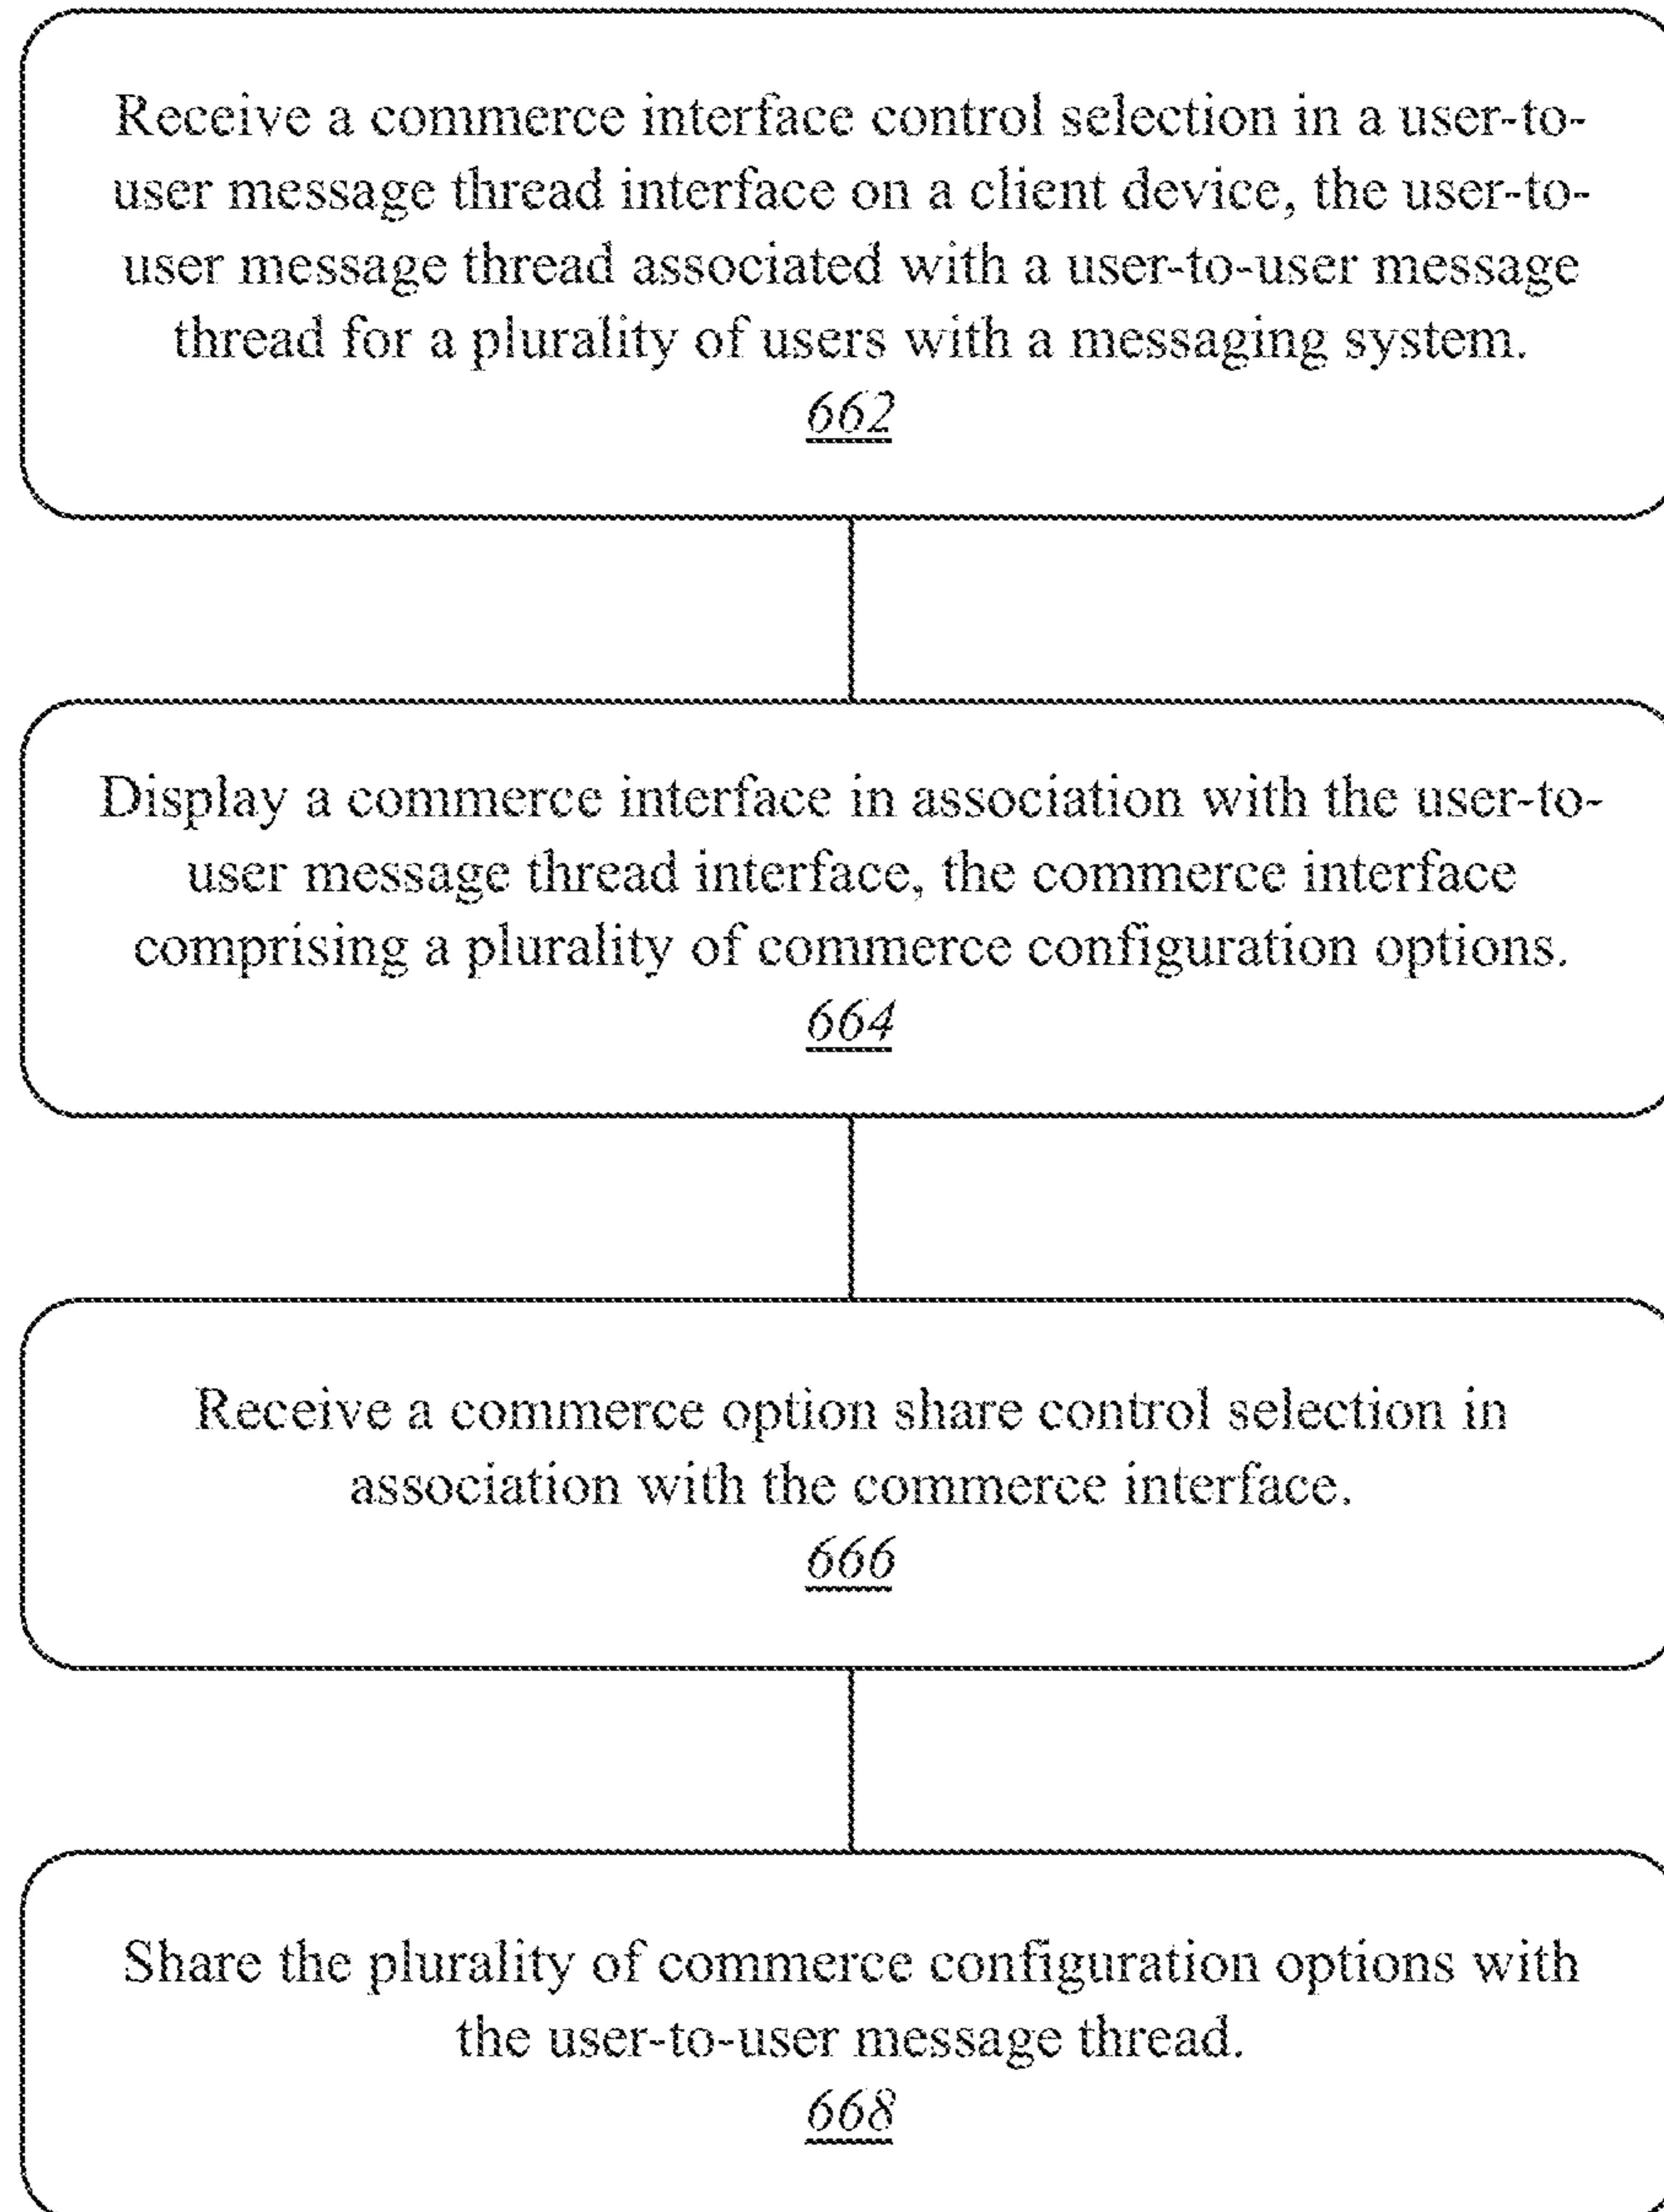 Receive a commerce interface control selection in a user-to-
user message thread interface on a client device, the user-to-
user message thread associated with a user-to-user message
thread for a plurality of users with a messaging system.
662
Display a commerce interface in association with the user-to-
user message thread interface, the commerce interface
comprising a plurality of commerce configuration options.
664
Receive a commerce option share control selection in
association with the commerce interface.
666
Share the plurality of commerce configuration options with
the user-to-user message thread.
668